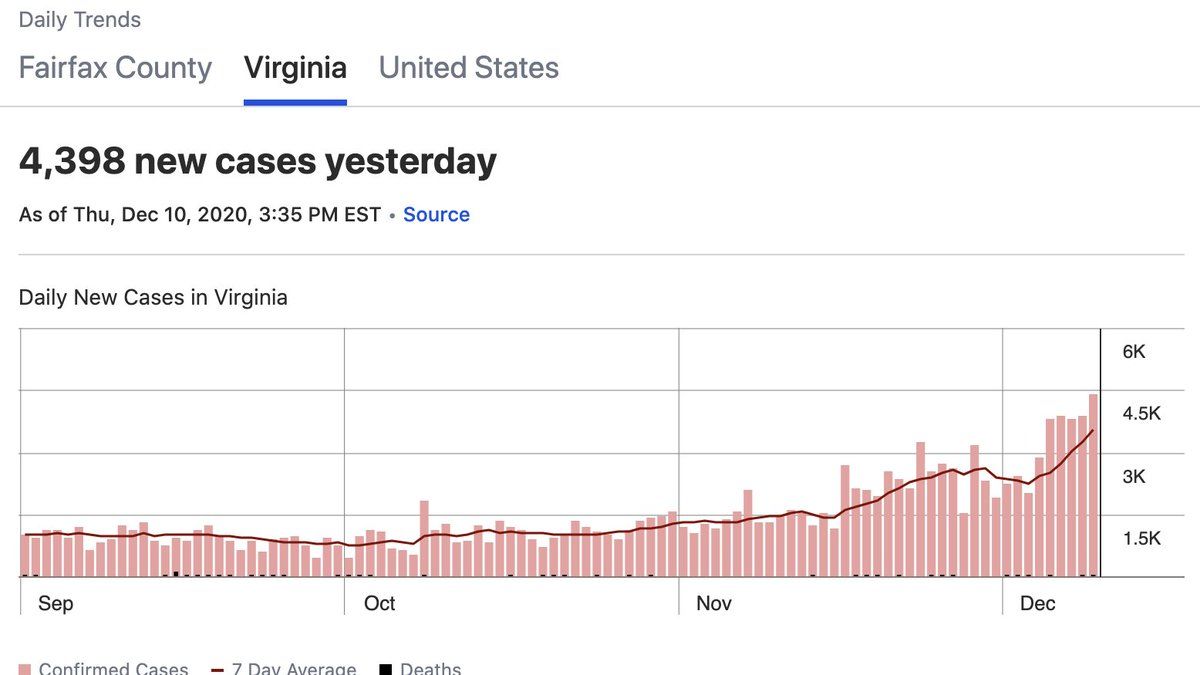 Daily Trends
Fairfax County Virginia United States
4,398 new cases yesterday
As of Thu, Dec 10, 2020, 3:35 PM EST • Source
Daily New Cases in Virginia
6K
4.5K
3K
1.5K
Sep Oct Nov Dec
Confirmed Cases 7 Day Average Deaths